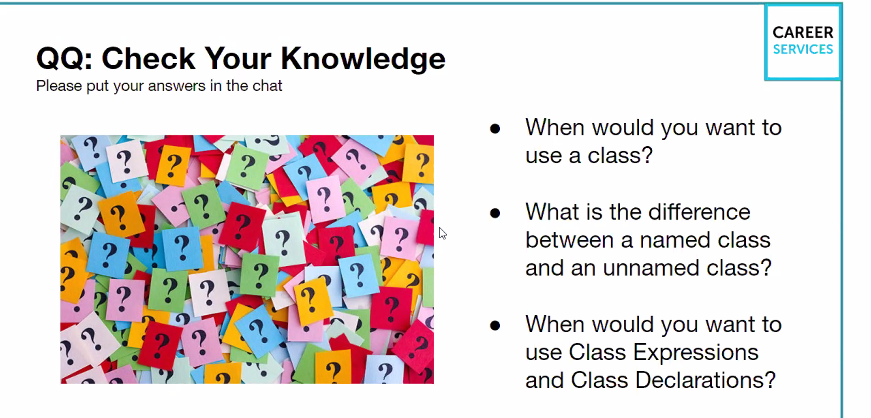 CAREER
SERVICES
QQ: Check Your Knowledge
Please put your answers in the chat
● When would you want to
use a class?
● What is the difference
between a named class
and an unnamed class?
● When would you want to
use Class Expressions
and Class Declarations?